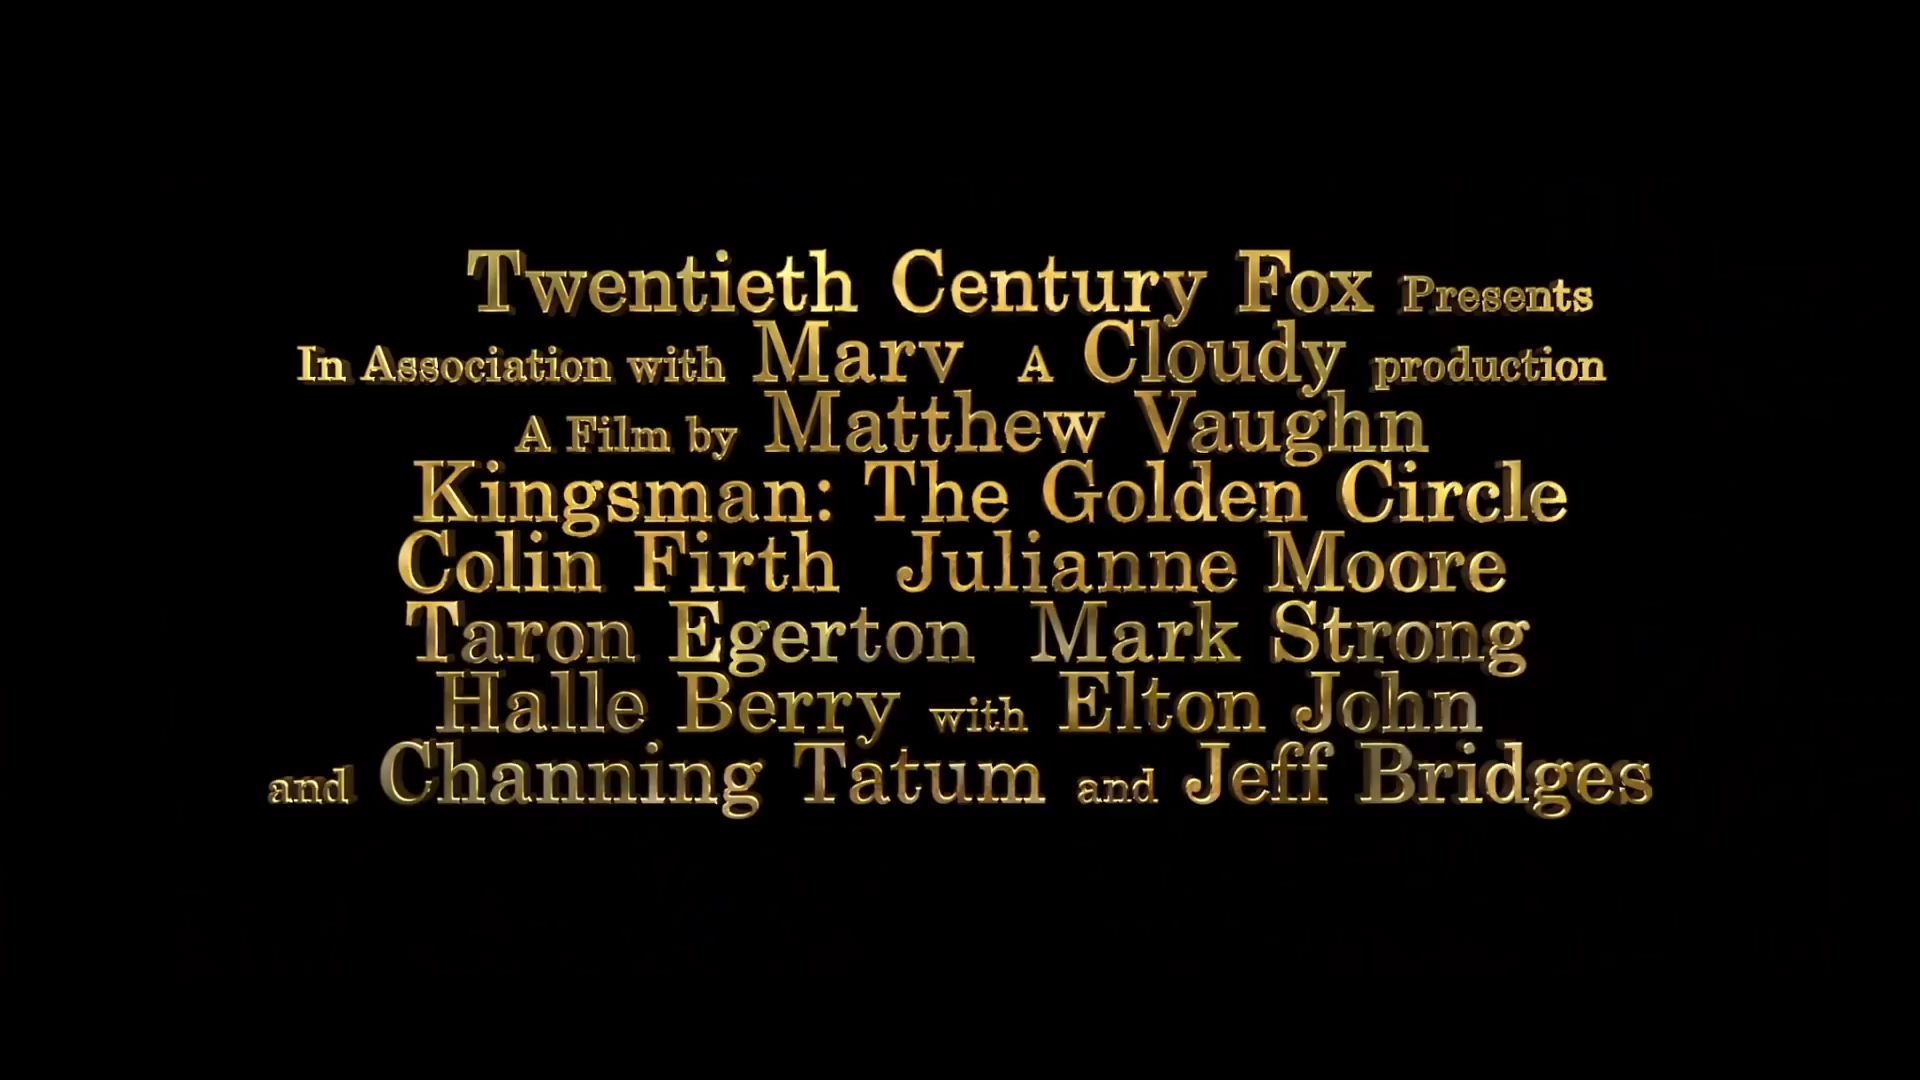 Twentieth Century Fox Presents
In Association with Marv A Cloudy production
A Film by Matthew Vaughn
Kingsman: The Golden Circle
Colin Firth Julianne Moore
Taron Egerton Mark Strong
Halle Berry with Elton John
and Channing Tatum and Jeff Bridges